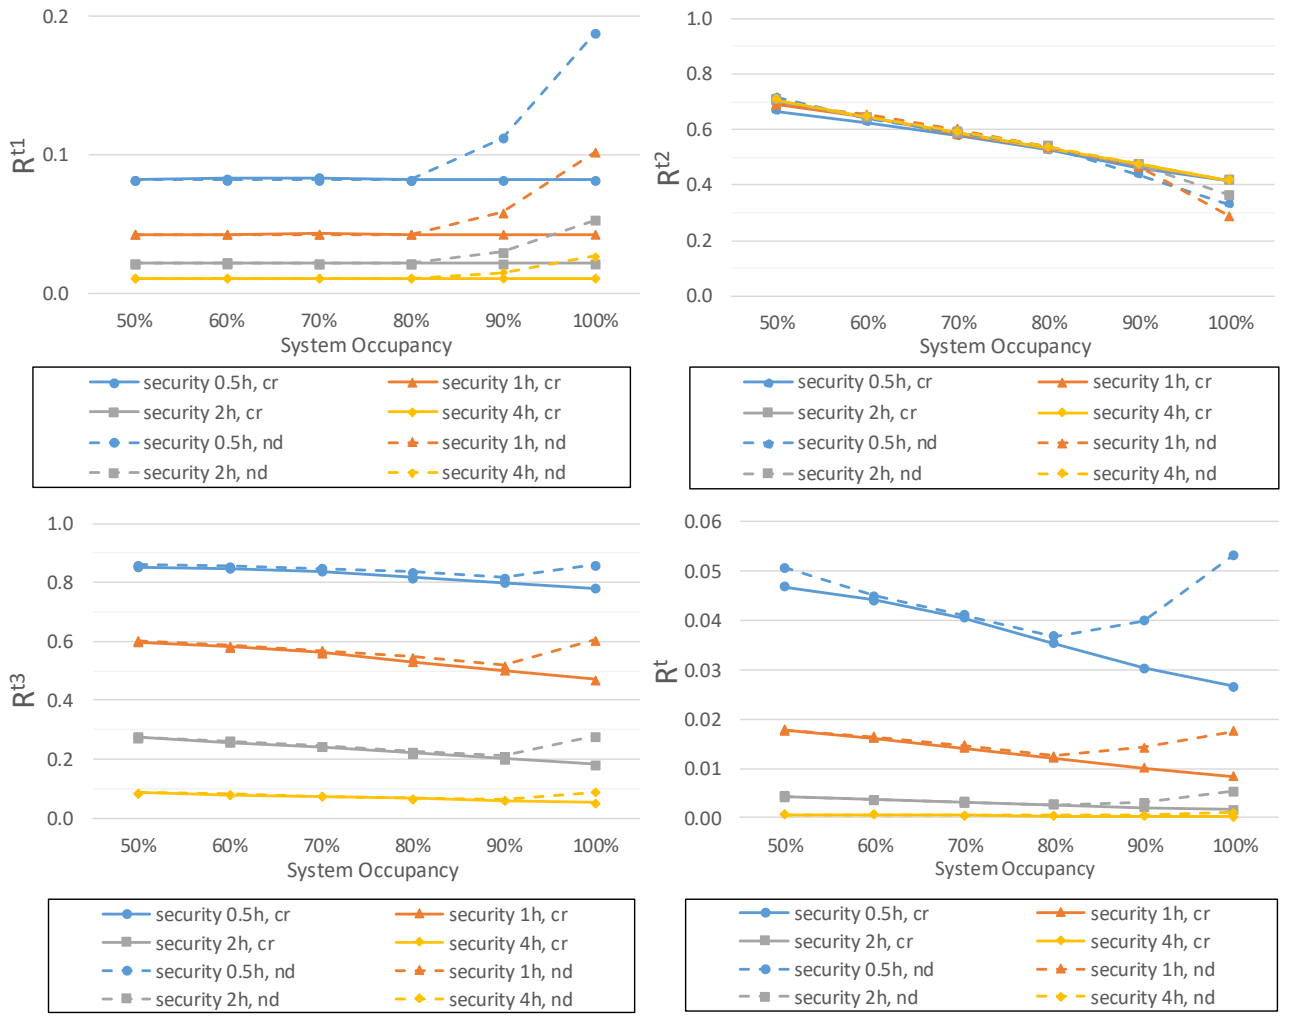 0.2
0.1
0.0
R^t1
50% 60% 70% 80% 90% 100%
System Occupancy
security 0.5h, cr security 1h, cr
security 2h, cr security 4h, cr
security 0.5h, nd security 1h, nd
security 2h, nd security 4h, nd
1.0
0.8
0.6
0.4
0.2
0.0
R^t2
50% 60% 70% 80% 90% 100%
System Occupancy
security 0.5h, cr security 1h, cr
security 2h, cr security 4h, cr
security 0.5h, nd security 1h, nd
security 2h, nd security 4h, nd
1.0
0.8
0.6
0.4
0.2
0.0
R^t3
50% 60% 70% 80% 90% 100%
System Occupancy
security 0.5h, cr security 1h, cr
security 2h, cr security 4h, cr
security 0.5h, nd security 1h, nd
security 2h, nd security 4h, nd
0.06
0.05
0.04
0.03
0.02
0.01
0.00
R^t
50% 60% 70% 80% 90% 100%
System Occupancy
security 0.5h, cr security 1h, cr
security 2h, cr security 4h, cr
security 0.5h, nd security 1h, nd
security 2h, nd security 4h, nd